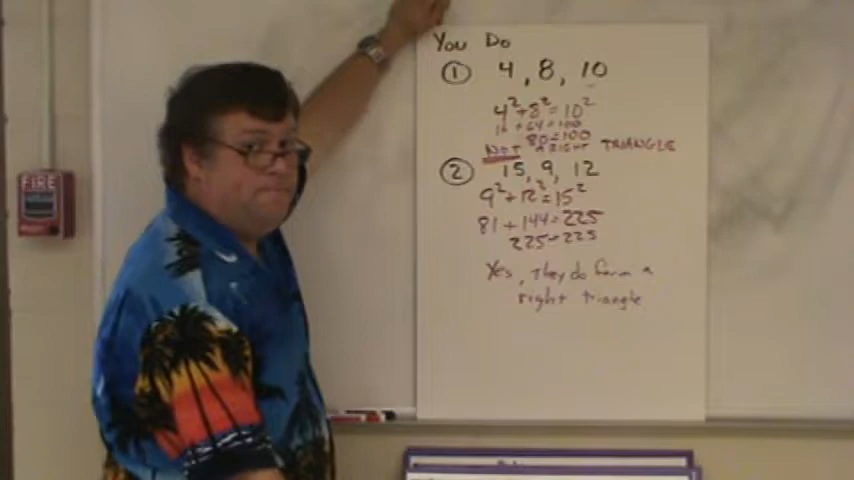 FIRE
You Do
① 4, 8, 10
4² + 8² = 10²
16 + 64 = 100
80 = 100
NOT A RIGHT TRIANGLE
② 15, 9, 12
9² + 12² = 15²
81 + 144 = 225
225 = 225
Yes, They do form a
right triangle